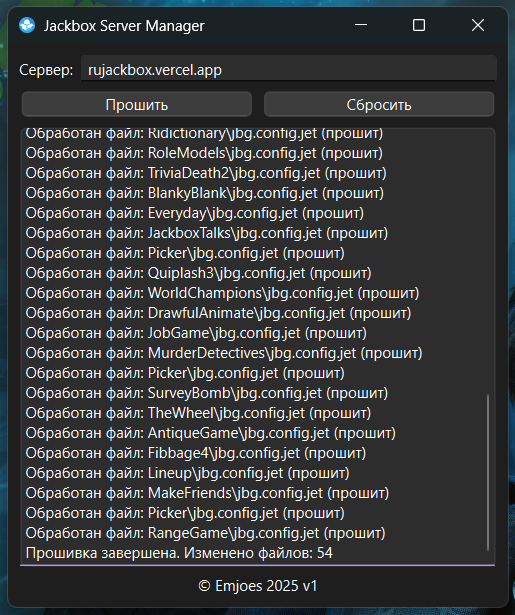 Jackbox Server Manager
Сервер: rujackbox.vercel.app
Прошить Сбросить
Обработан файл: Ridictionary\jbg.config.jet (прошит)
Обработан файл: RoleModels\jbg.config.jet (прошит)
Обработан файл: TriviaDeath2\jbg.config.jet (прошит)
Обработан файл: BlankyBlank\jbg.config.jet (прошит)
Обработан файл: Everyday\jbg.config.jet (прошит)
Обработан файл: JackboxTalks\jbg.config.jet (прошит)
Обработан файл: Picker\jbg.config.jet (прошит)
Обработан файл: Quiplash3\jbg.config.jet (прошит)
Обработан файл: WorldChampions\jbg.config.jet (прошит)
Обработан файл: DrawfulAnimate\jbg.config.jet (прошит)
Обработан файл: JobGame\jbg.config.jet (прошит)
Обработан файл: MurderDetectives\jbg.config.jet (прошит)
Обработан файл: Picker\jbg.config.jet (прошит)
Обработан файл: SurveyBomb\jbg.config.jet (прошит)
Обработан файл: TheWheel\jbg.config.jet (прошит)
Обработан файл: AntiqueGame\jbg.config.jet (прошит)
Обработан файл: Fibbage4\jbg.config.jet (прошит)
Обработан файл: Lineup\jbg.config.jet (прошит)
Обработан файл: MakeFriends\jbg.config.jet (прошит)
Обработан файл: Picker\jbg.config.jet (прошит)
Обработан файл: RangeGame\jbg.config.jet (прошит)
Прошивка завершена. Изменено файлов: 54
© Emjoes 2025 v1